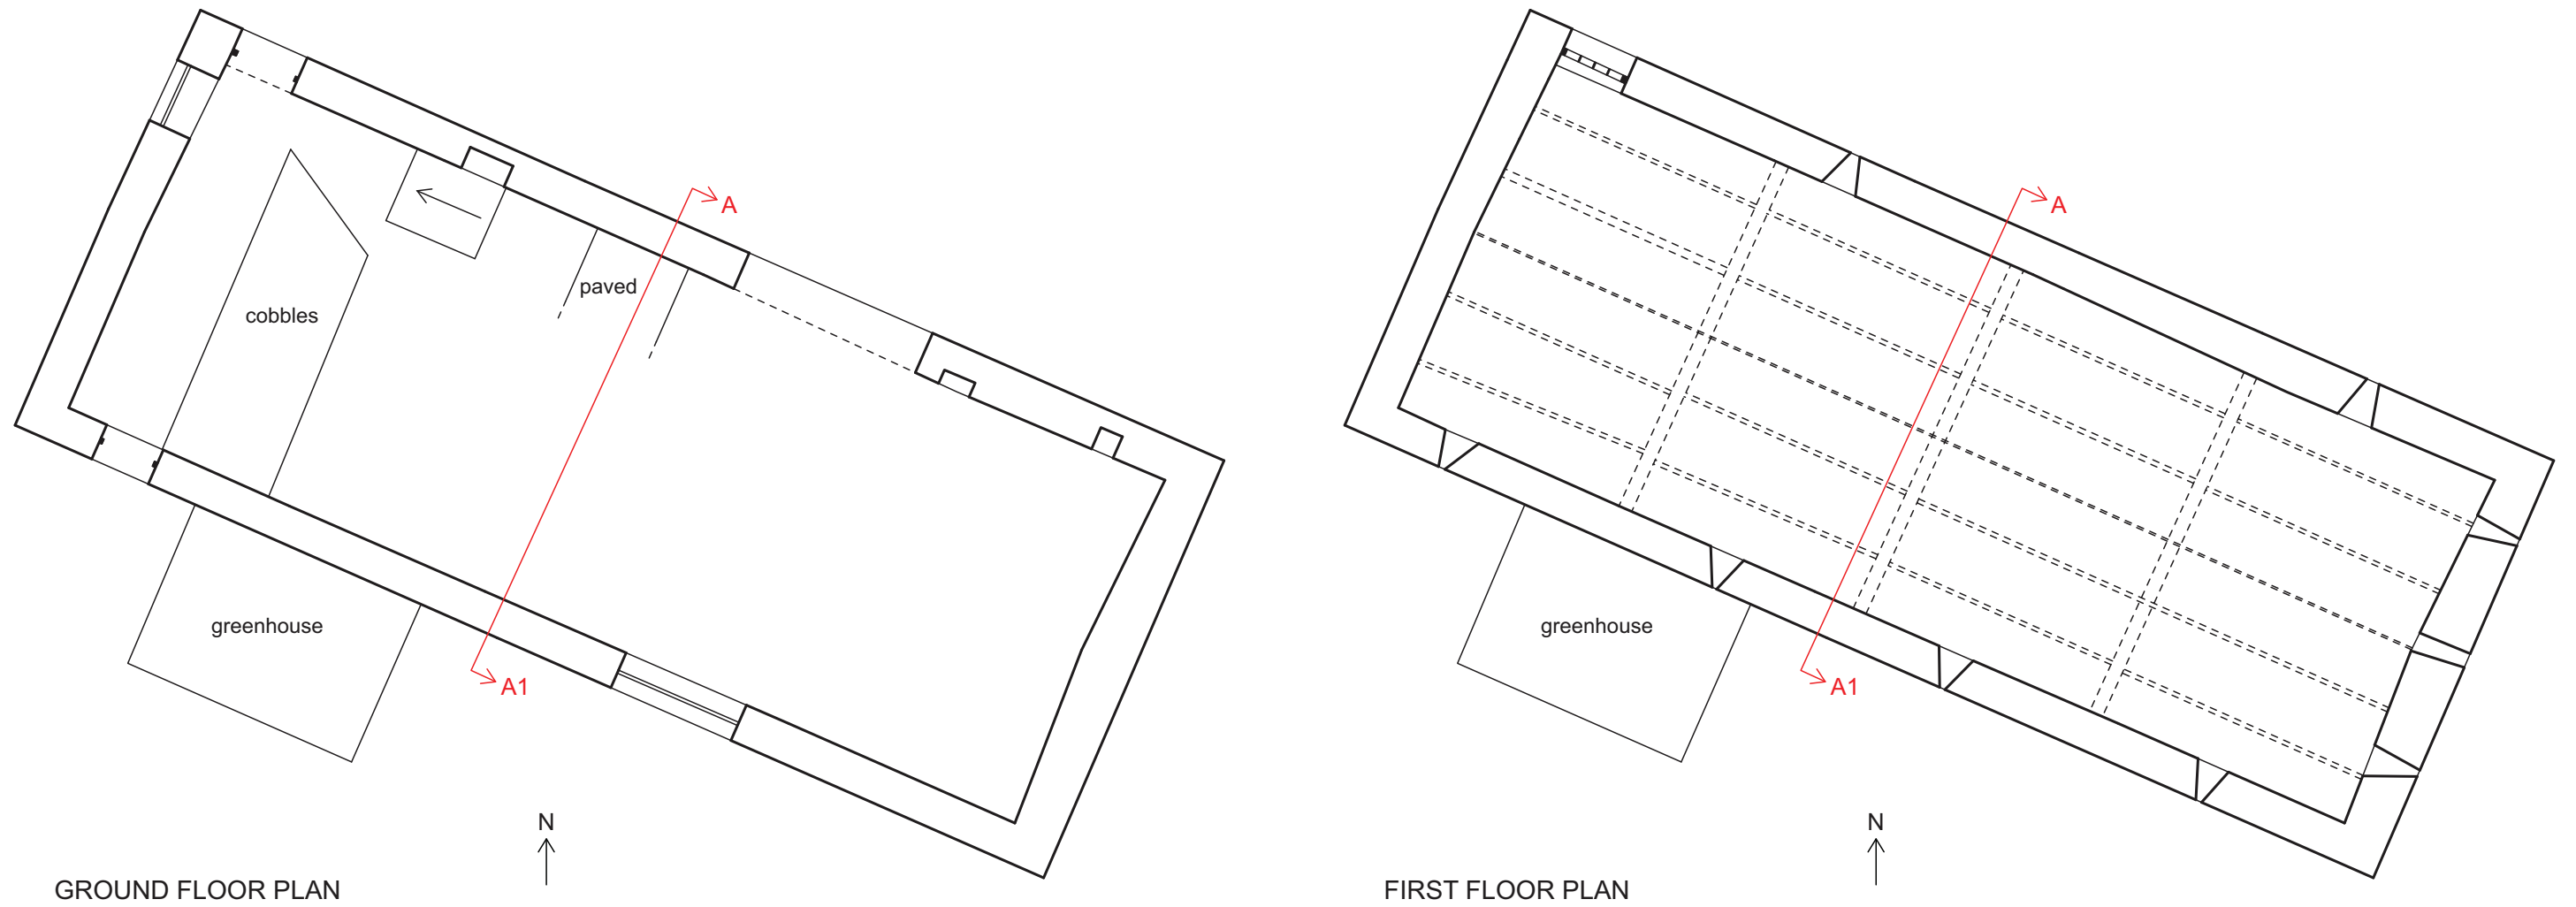 A
paved
cobbles
greenhouse
A1
N
GROUND FLOOR PLAN
A
greenhouse
A1
N
FIRST FLOOR PLAN